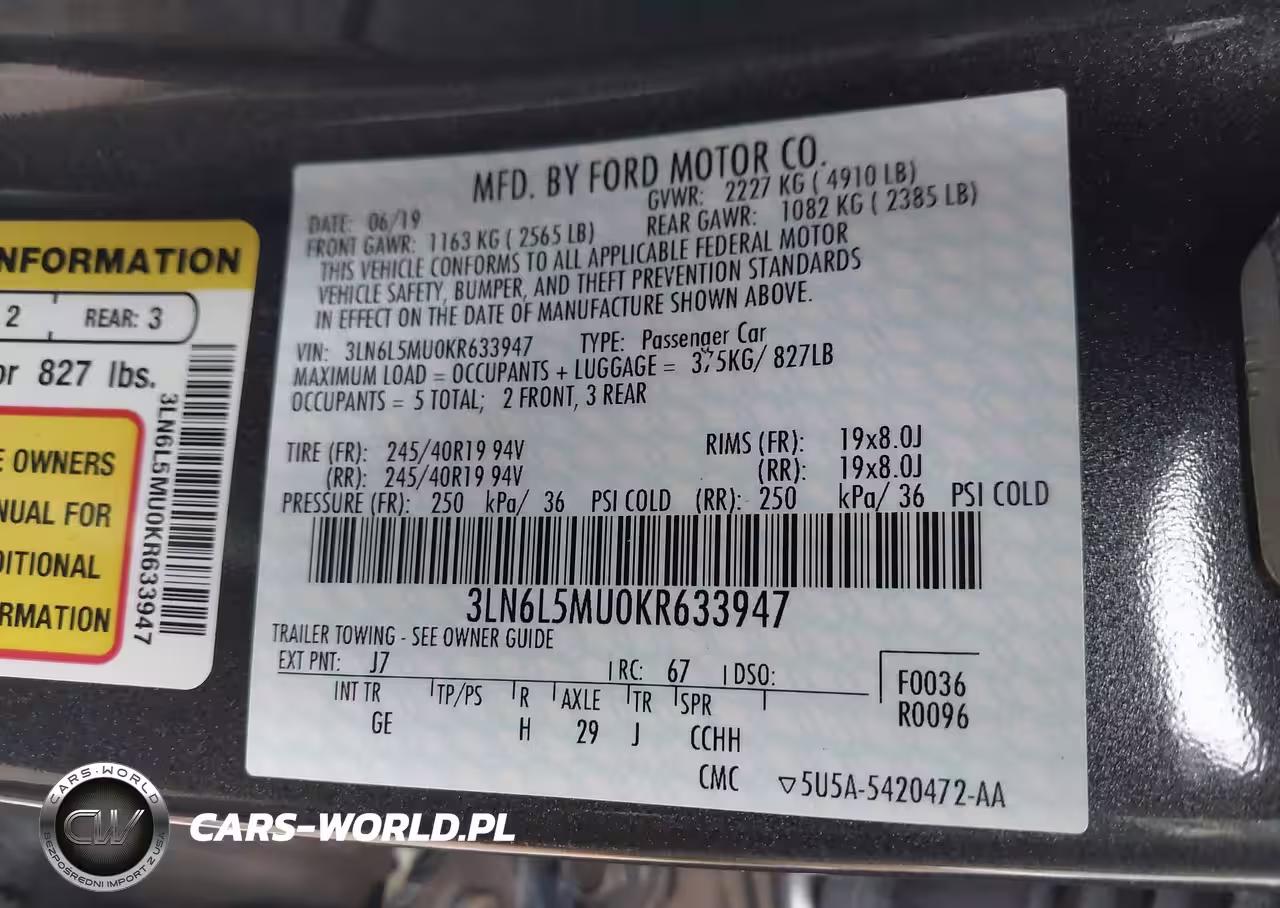 NFORMATION
2 REAR: 3
or 827 lbs.
E OWNERS
NUAL FOR
DITIONAL
RMATION
3LN6L5MU0KR633947
MFD. BY FORD MOTOR CO.
DATE: 06/19 GVWR: 2227 KG ( 4910 LB)
FRONT GAWR: 1163 KG ( 2565 LB) REAR GAWR: 1082 KG ( 2385 LB)
THIS VEHICLE CONFORMS TO ALL APPLICABLE FEDERAL MOTOR
VEHICLE SAFETY, BUMPER, AND THEFT PREVENTION STANDARDS
IN EFFECT ON THE DATE OF MANUFACTURE SHOWN ABOVE.
VIN: 3LN6L5MU0KR633947 TYPE: Passenger Car
MAXIMUM LOAD = OCCUPANTS + LUGGAGE = 375KG/ 827LB
OCCUPANTS = 5 TOTAL; 2 FRONT, 3 REAR
TIRE (FR): 245/40R19 94V RIMS (FR): 19x8.0J
(RR): 245/40R19 94V (RR): 19x8.0J
PRESSURE (FR): 250 kPa/ 36 PSI COLD (RR): 250 kPa/ 36 PSI COLD
3LN6L5MU0KR633947
TRAILER TOWING - SEE OWNER GUIDE
EXT PNT: J7 RC: 67 DSO:
INT TR TP/PS R AXLE TR SPR
GE H 29 J CCHH
F0036
R0096
CMC ▽5U5A-5420472-AA
CARS-WORLD
CW
BEZPOŚREDNI IMPORT Z USA
CARS-WORLD.PL